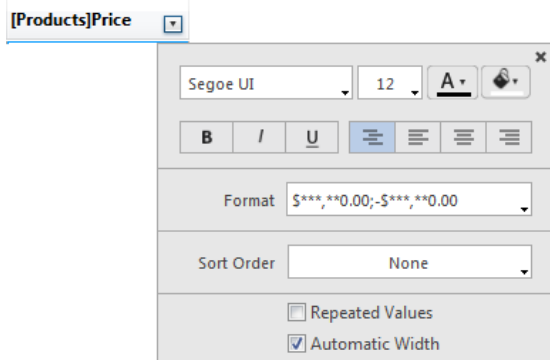 [Products]Price
Segoe UI 12 A
B I U
Format $***,**0.00;-$***,**0.00
Sort Order None
Repeated Values
Automatic Width